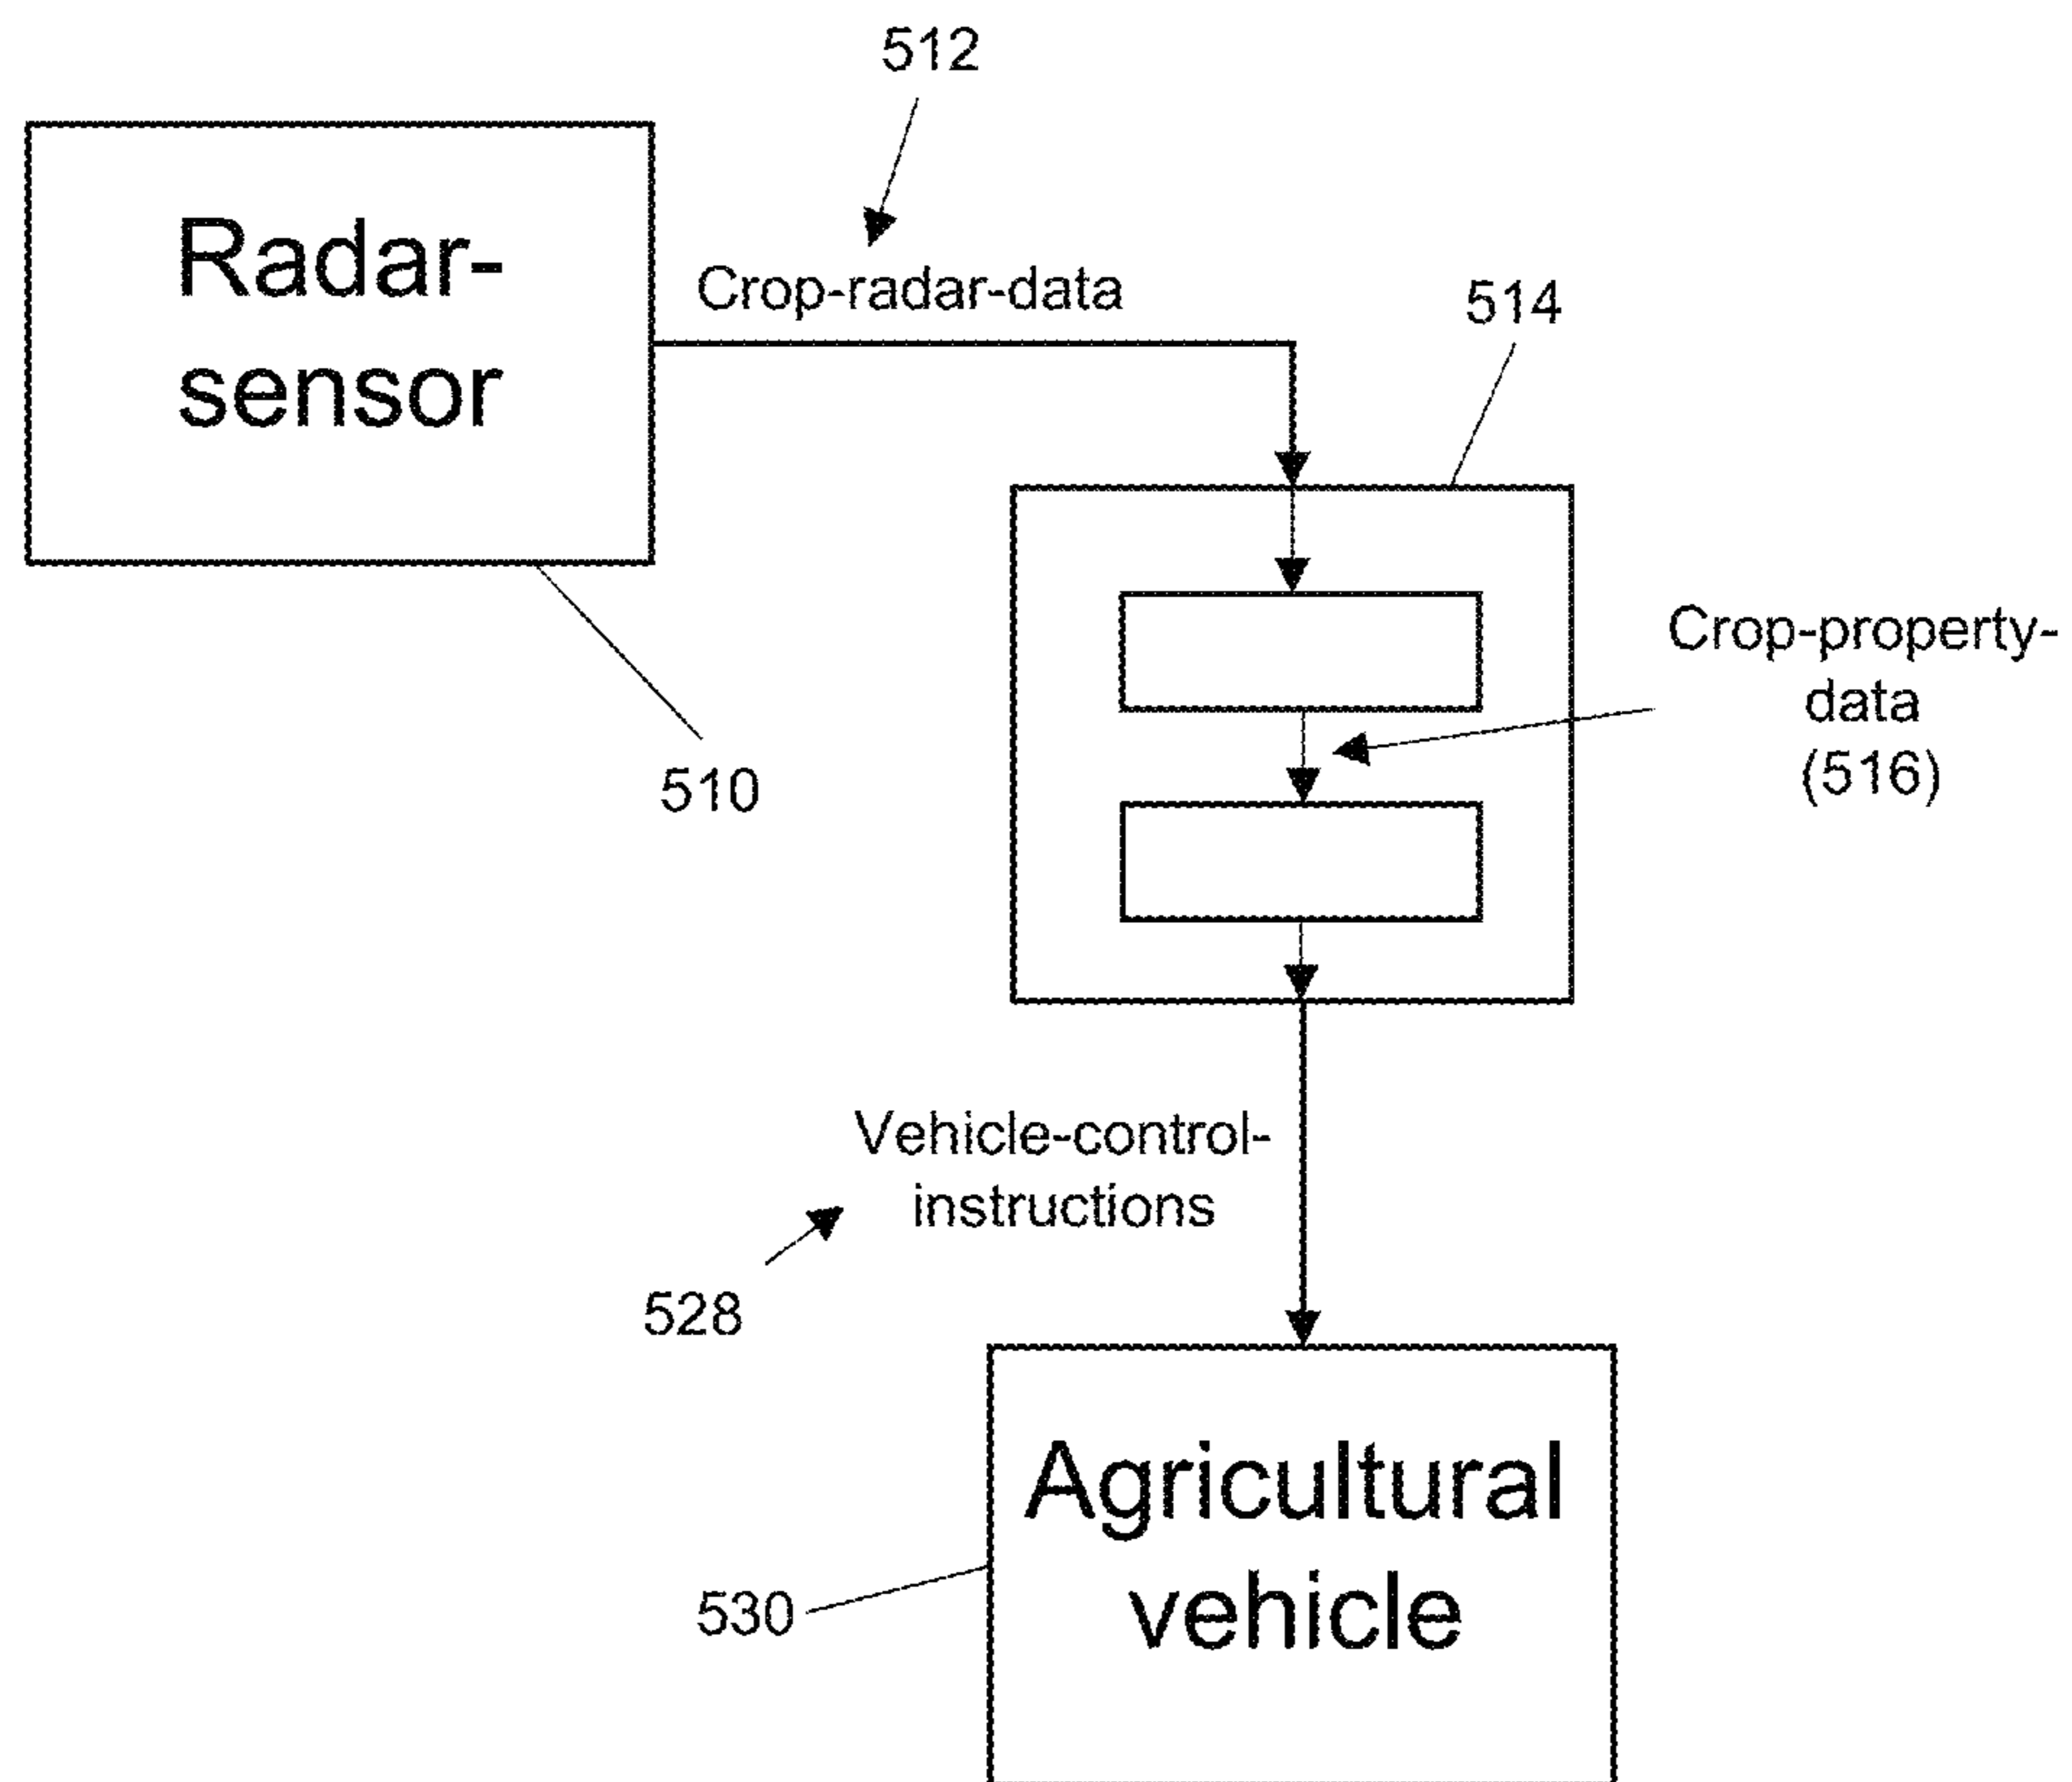 512
Radar-
sensor
Crop-radar-data
514
Crop-property-
data
(516)
510
Vehicle-control-
instructions
528
Agricultural
vehicle
530